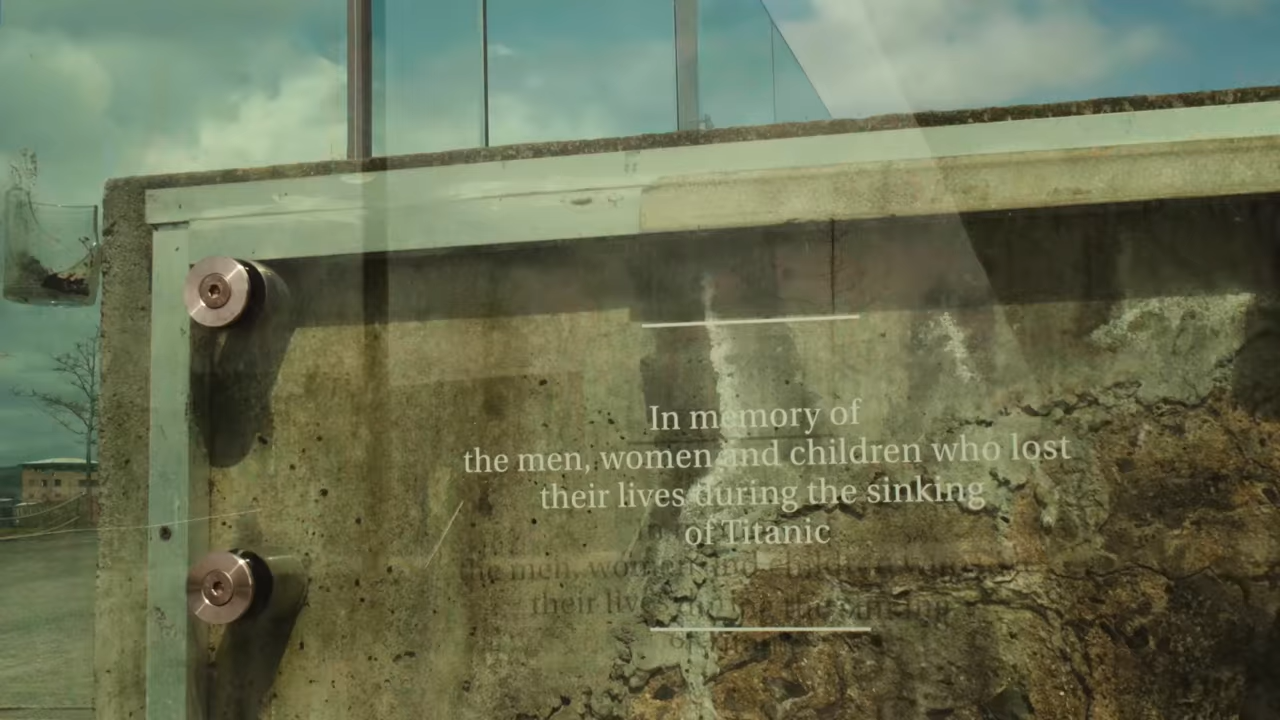 In memory of
the men, women and children who lost
their lives during the sinking
of Titanic